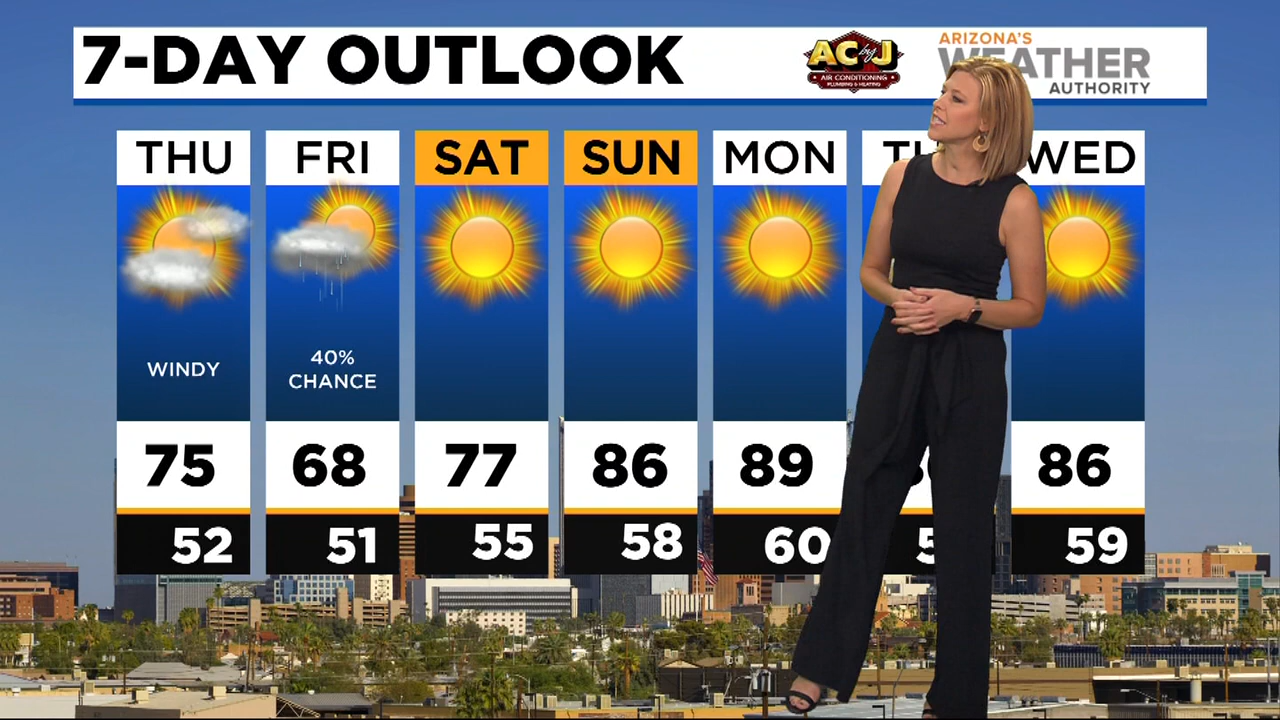 7-DAY OUTLOOK
AC by J
AIR CONDITIONING
PLUMBING & HEATING
ARIZONA'S
WEATHER
AUTHORITY
THU FRI SAT SUN MON WED
WINDY
40%
CHANCE
75 68 77 86 89 86
52 51 55 58 60 59